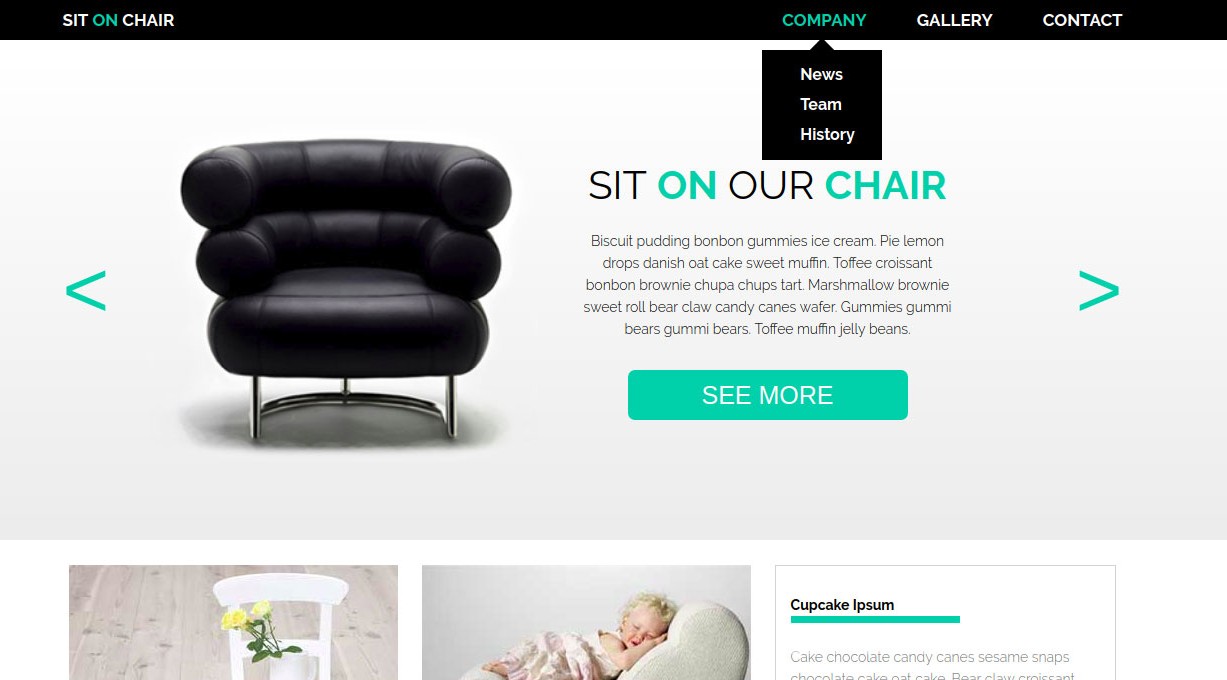 SIT ON CHAIR
COMPANY
GALLERY
CONTACT
News
Team
History
SIT ON OUR CHAIR
Biscuit pudding bonbon gummies ice cream. Pie lemon
drops danish oat cake sweet muffin. Toffee croissant
bonbon brownie chupa chups tart. Marshmallow brownie
sweet roll bear claw candy canes wafer. Gummies gummi
bears gummi bears. Toffee muffin jelly beans.
<
>
SEE MORE
Cupcake Ipsum
Cake chocolate candy canes sesame snaps
chocolate cake oat cake. Bear claw croissant